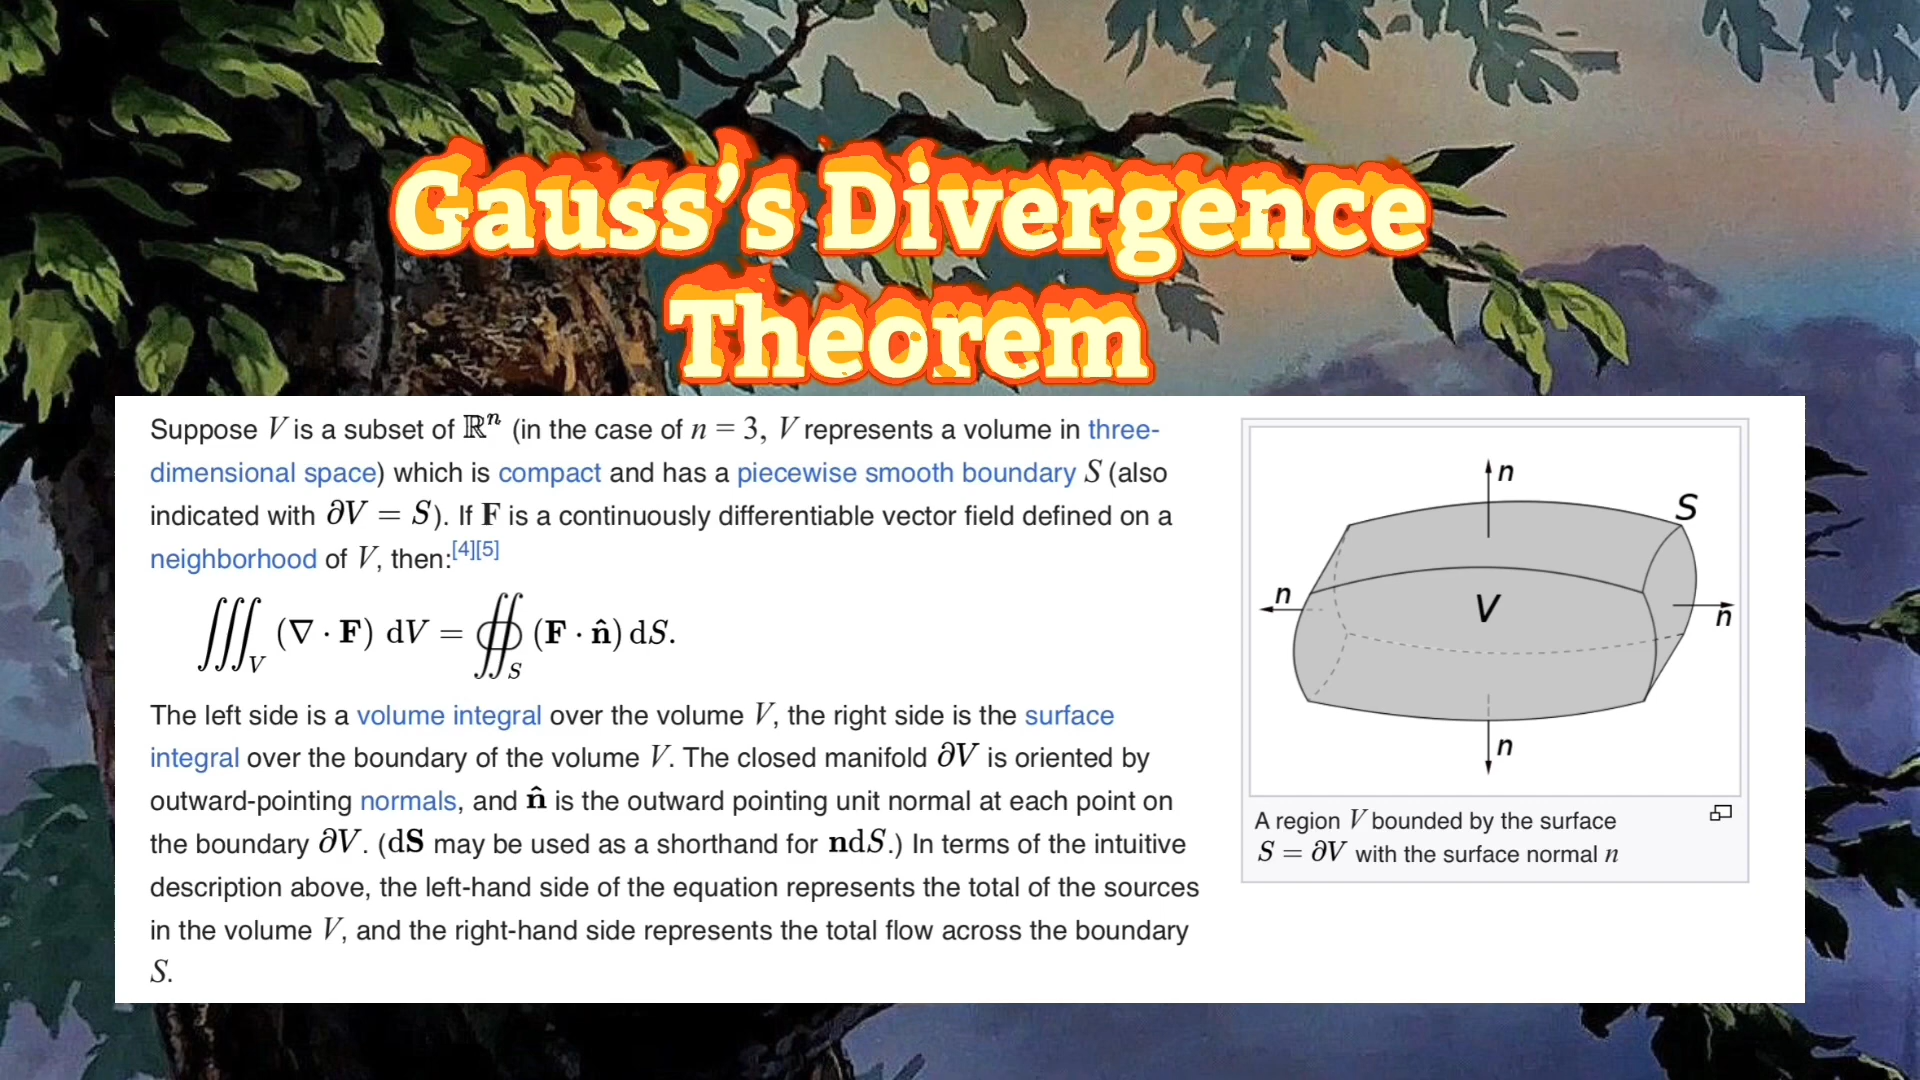 Gauss's Divergence
Theorem
Suppose V is a subset of ℝⁿ (in the case of n = 3, V represents a volume in three-
dimensional space) which is compact and has a piecewise smooth boundary S (also
indicated with ∂V = S). If F is a continuously differentiable vector field defined on a
neighborhood of V, then:[4][5]
∭_V (∇ · F) dV = ∯_S (F · n̂) dS.
The left side is a volume integral over the volume V, the right side is the surface
integral over the boundary of the volume V. The closed manifold ∂V is oriented by
outward-pointing normals, and n̂ is the outward pointing unit normal at each point on
the boundary ∂V. (dS may be used as a shorthand for ndS.) In terms of the intuitive
description above, the left-hand side of the equation represents the total of the sources
in the volume V, and the right-hand side represents the total flow across the boundary
S.
n
S
n
V
n
n
A region V bounded by the surface
S = ∂V with the surface normal n